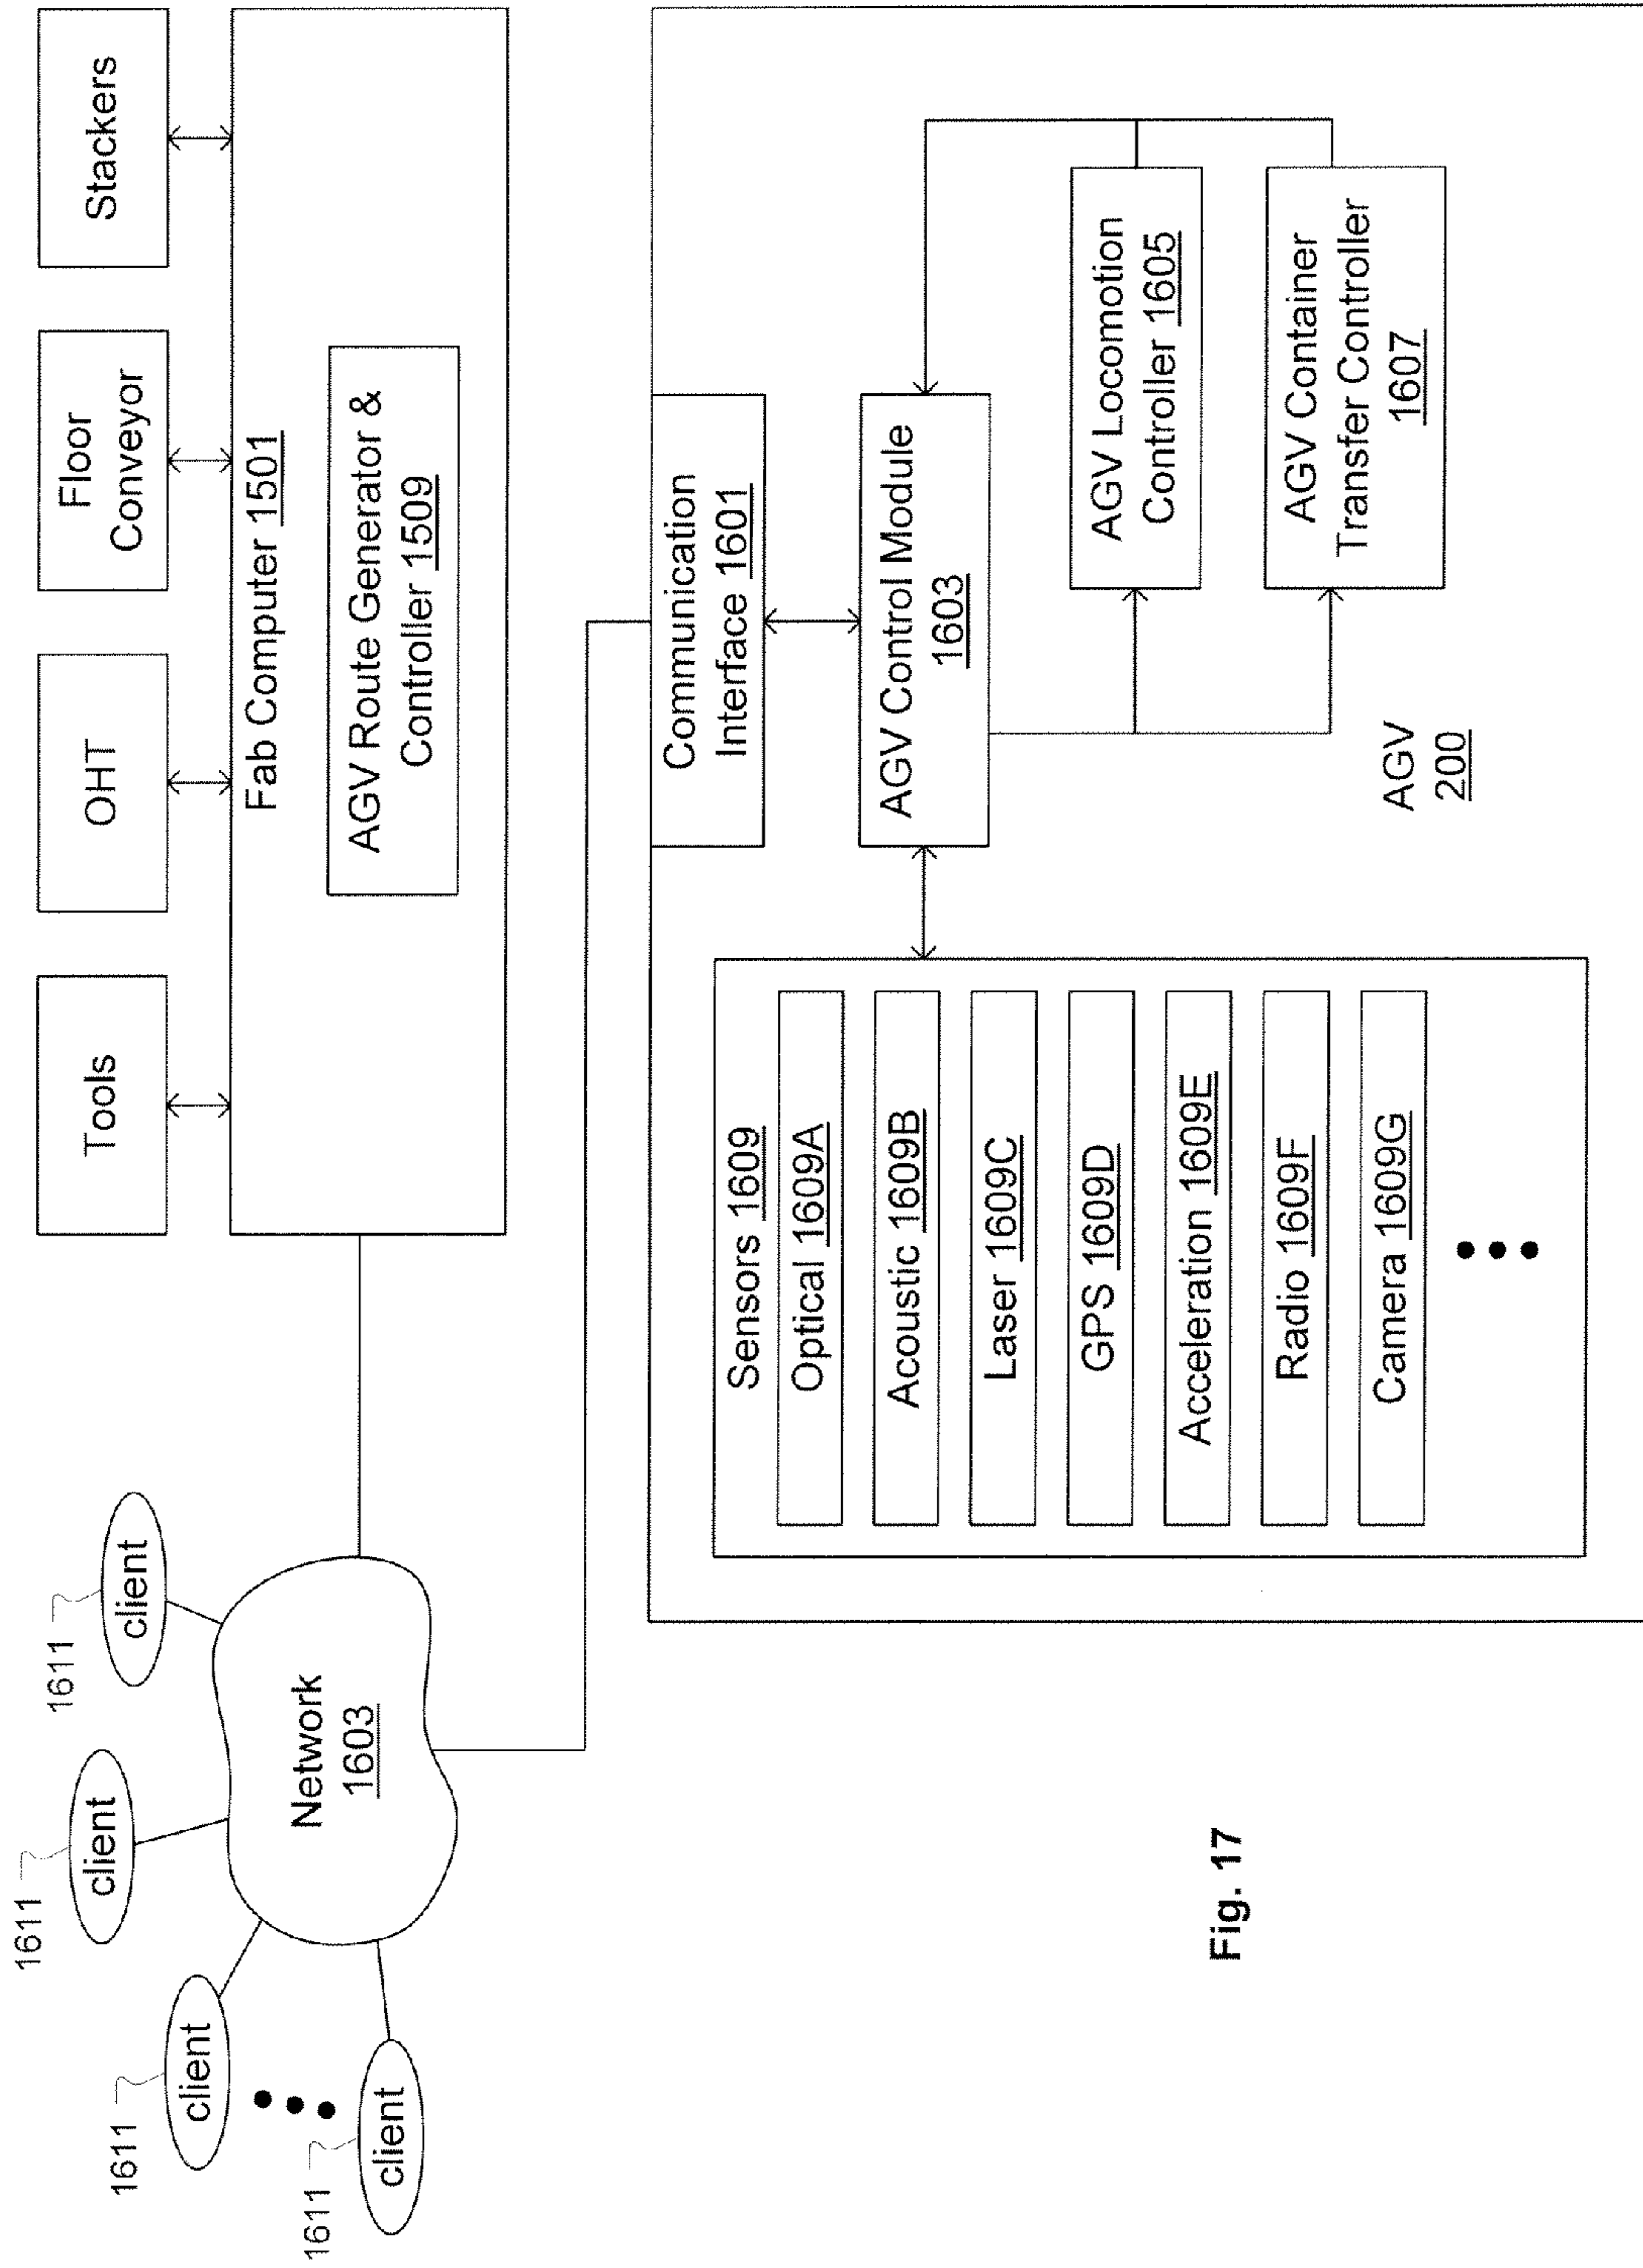 1611
client
1611
client
1611
client
1611
client
Network
1603
Tools
OHT
Floor
Conveyor
Stackers
Fab Computer 1501
AGV Route Generator &
Controller 1509
Communication
Interface 1601
AGV Control Module
1603
AGV Locomotion
Controller 1605
AGV Container
Transfer Controller
1607
Sensors 1609
Optical 1609A
Acoustic 1609B
Laser 1609C
GPS 1609D
Acceleration 1609E
Radio 1609F
Camera 1609G
AGV
200
Fig. 17